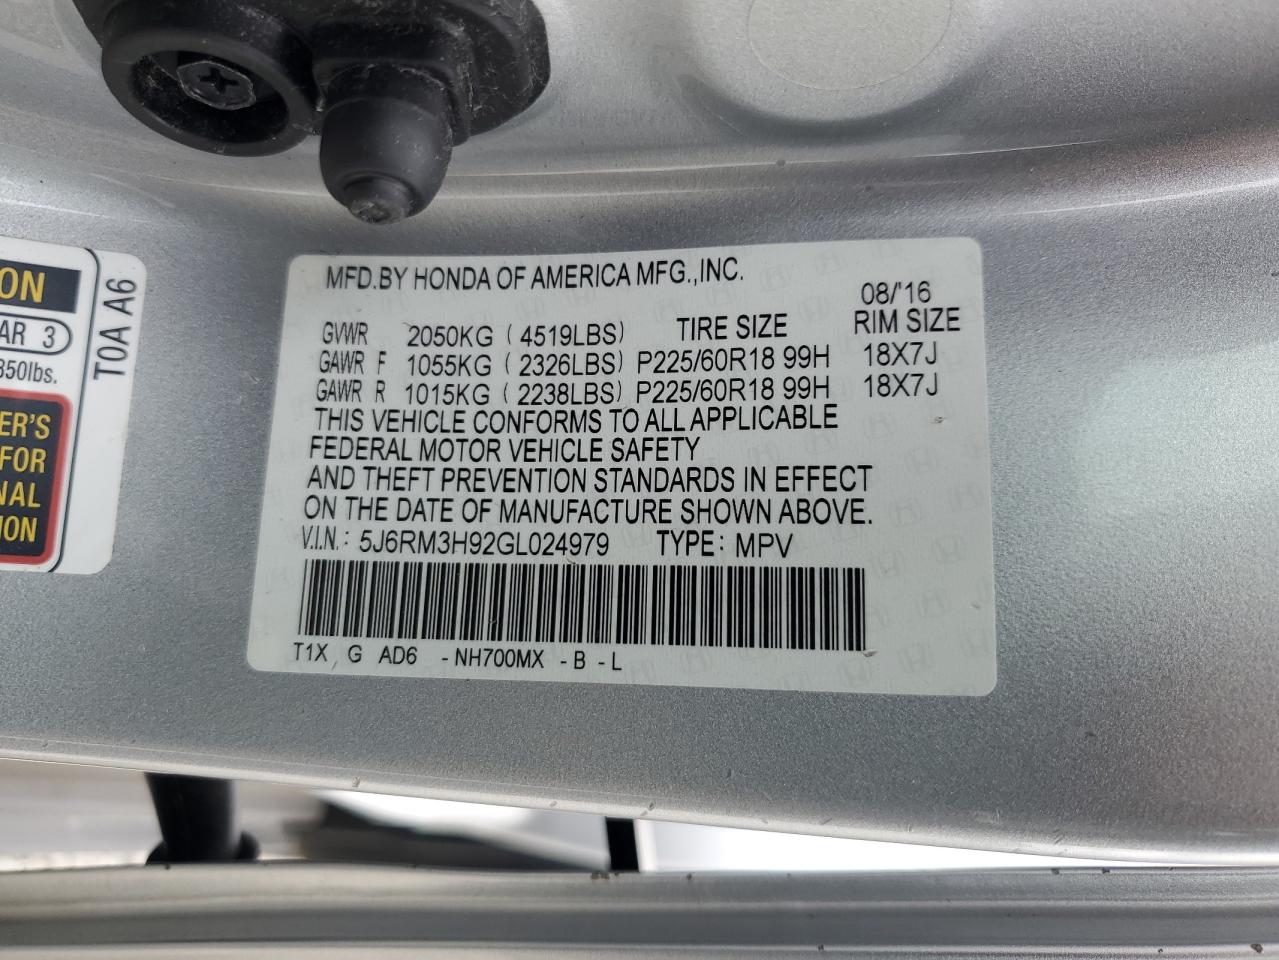 MFD.BY HONDA OF AMERICA MFG.,INC.
08/'16
GVWR 2050KG ( 4519LBS) TIRE SIZE RIM SIZE
GAWR F 1055KG ( 2326LBS) P225/60R18 99H 18X7J
GAWR R 1015KG ( 2238LBS) P225/60R18 99H 18X7J
THIS VEHICLE CONFORMS TO ALL APPLICABLE
FEDERAL MOTOR VEHICLE SAFETY
AND THEFT PREVENTION STANDARDS IN EFFECT
ON THE DATE OF MANUFACTURE SHOWN ABOVE.
V.I.N.: 5J6RM3H92GL024979 TYPE: MPV
T1X G AD6 -NH700MX -B -L
ON
AR 3
350lbs.
ER'S
FOR
NAL
ION
T0A A6